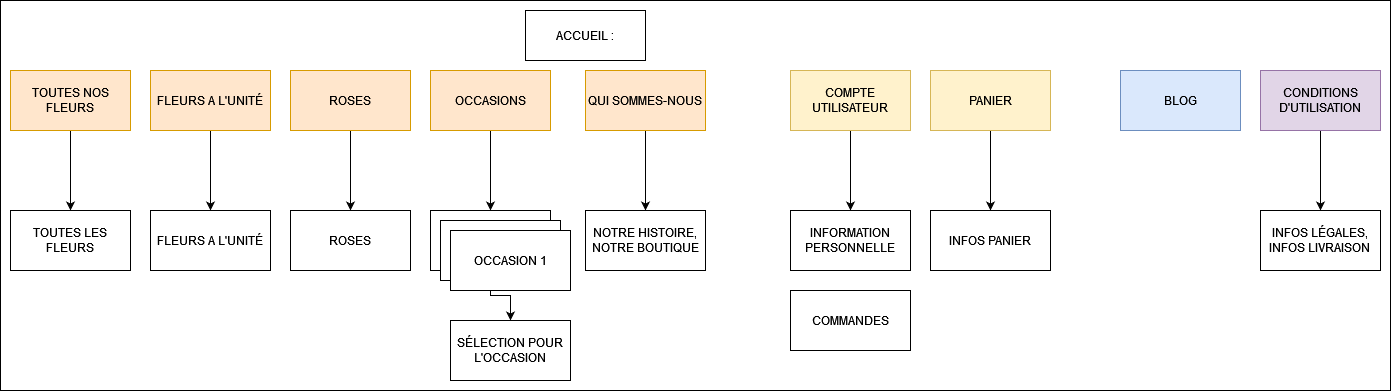 ACCUEIL :
TOUTES NOS
FLEURS
FLEURS A L'UNITÉ
ROSES
OCCASIONS
QUI SOMMES-NOUS
COMPTE
UTILISATEUR
PANIER
BLOG
CONDITIONS
D'UTILISATION
TOUTES LES
FLEURS
FLEURS A L'UNITÉ
ROSES
OCCASION 1
NOTRE HISTOIRE,
NOTRE BOUTIQUE
INFORMATION
PERSONNELLE
INFOS PANIER
INFOS LÉGALES,
INFOS LIVRAISON
COMMANDES
SÉLECTION POUR
L'OCCASION